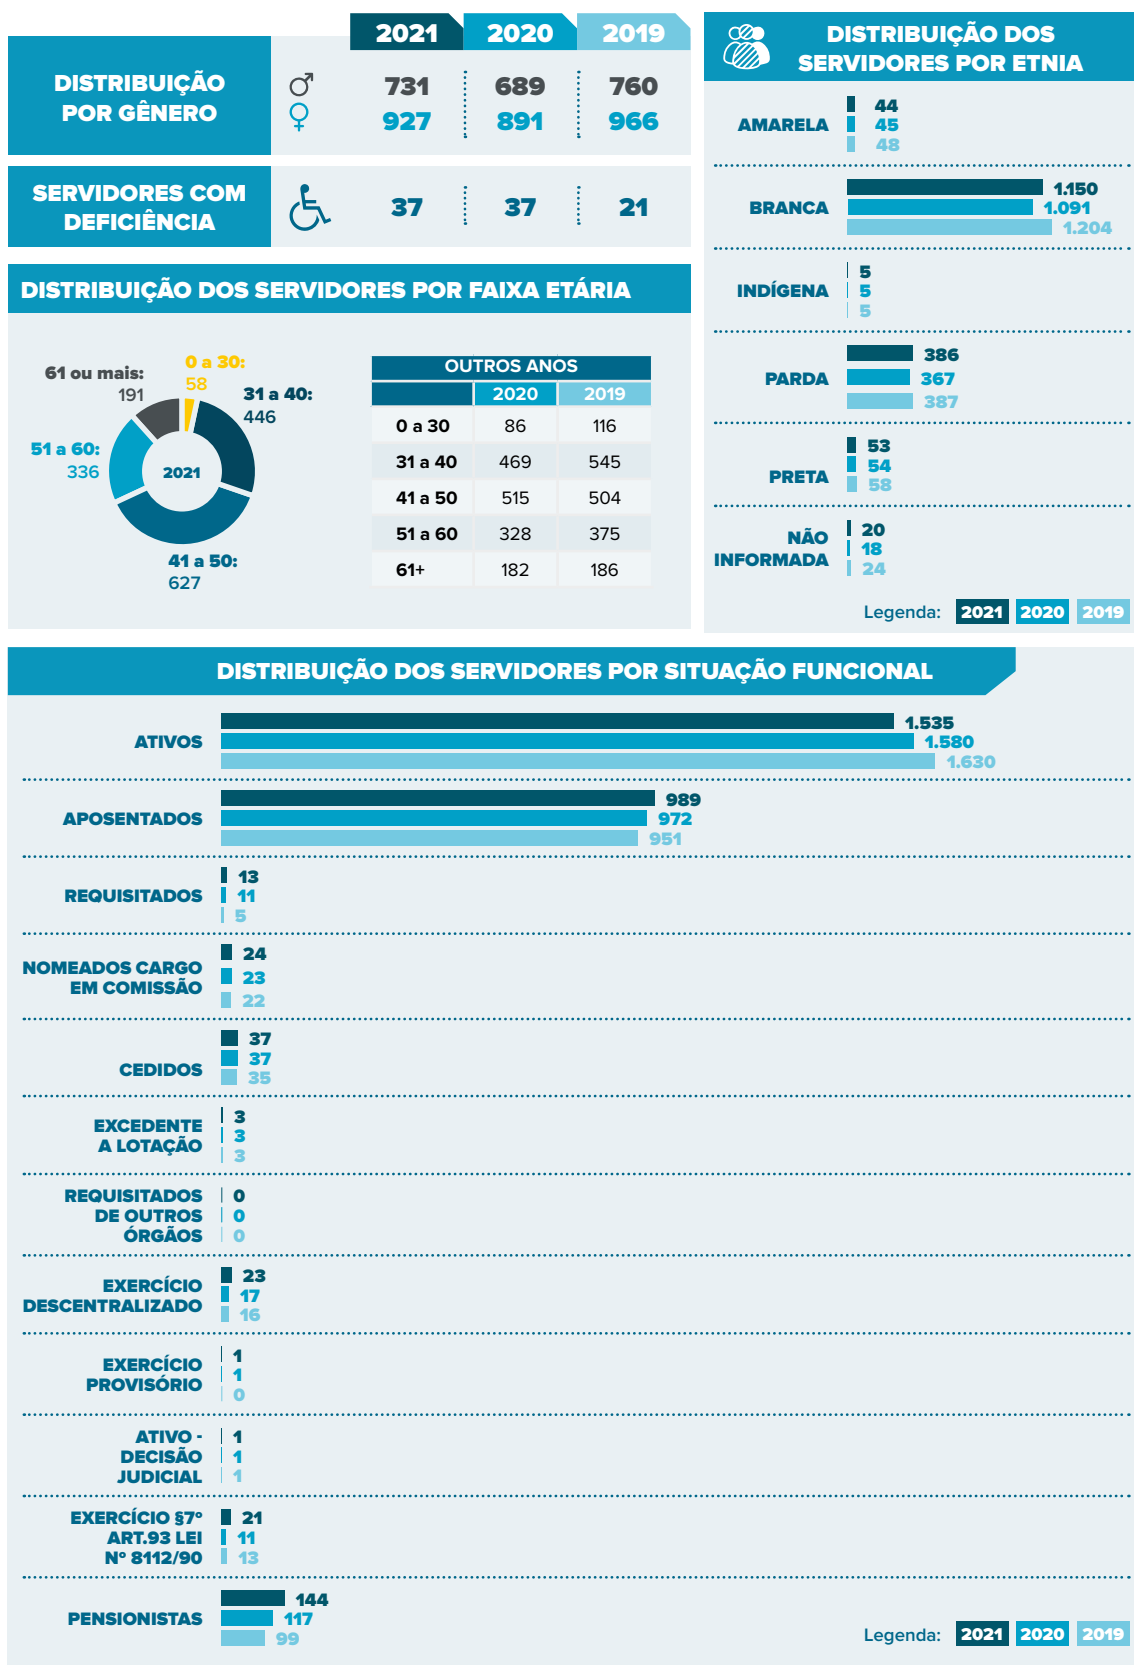 2021 2020 2019
DISTRIBUIÇÃO
POR GÊNERO
731 689 760
927 891 966
SERVIDORES COM
DEFICIÊNCIA
37 37 21
DISTRIBUIÇÃO DOS SERVIDORES POR FAIXA ETÁRIA
0 a 30:
58
31 a 40:
446
41 a 50:
627
51 a 60:
336
61 ou mais:
191
2021
OUTROS ANOS
2020 2019
0 a 30 86 116
31 a 40 469 545
41 a 50 515 504
51 a 60 328 375
61+ 182 186
DISTRIBUIÇÃO DOS
SERVIDORES POR ETNIA
AMARELA
44
45
48
BRANCA
1.150
1.091
1.204
INDÍGENA
5
5
5
PARDA
386
367
387
PRETA
53
54
58
NÃO
INFORMADA
20
18
24
Legenda: 2021 2020 2019
DISTRIBUIÇÃO DOS SERVIDORES POR SITUAÇÃO FUNCIONAL
ATIVOS
1.535
1.580
1.630
APOSENTADOS
989
972
951
REQUISITADOS
13
11
5
NOMEADOS CARGO
EM COMISSÃO
24
23
22
CEDIDOS
37
37
35
EXCEDENTE
A LOTAÇÃO
3
3
3
REQUISITADOS
DE OUTROS
ÓRGÃOS
0
0
0
EXERCÍCIO
DESCENTRALIZADO
23
17
16
EXERCÍCIO
PROVISÓRIO
1
1
0
ATIVO -
DECISÃO
JUDICIAL
1
1
1
EXERCÍCIO §7º
ART.93 LEI
Nº 8112/90
21
11
13
PENSIONISTAS
144
117
99
Legenda: 2021 2020 2019